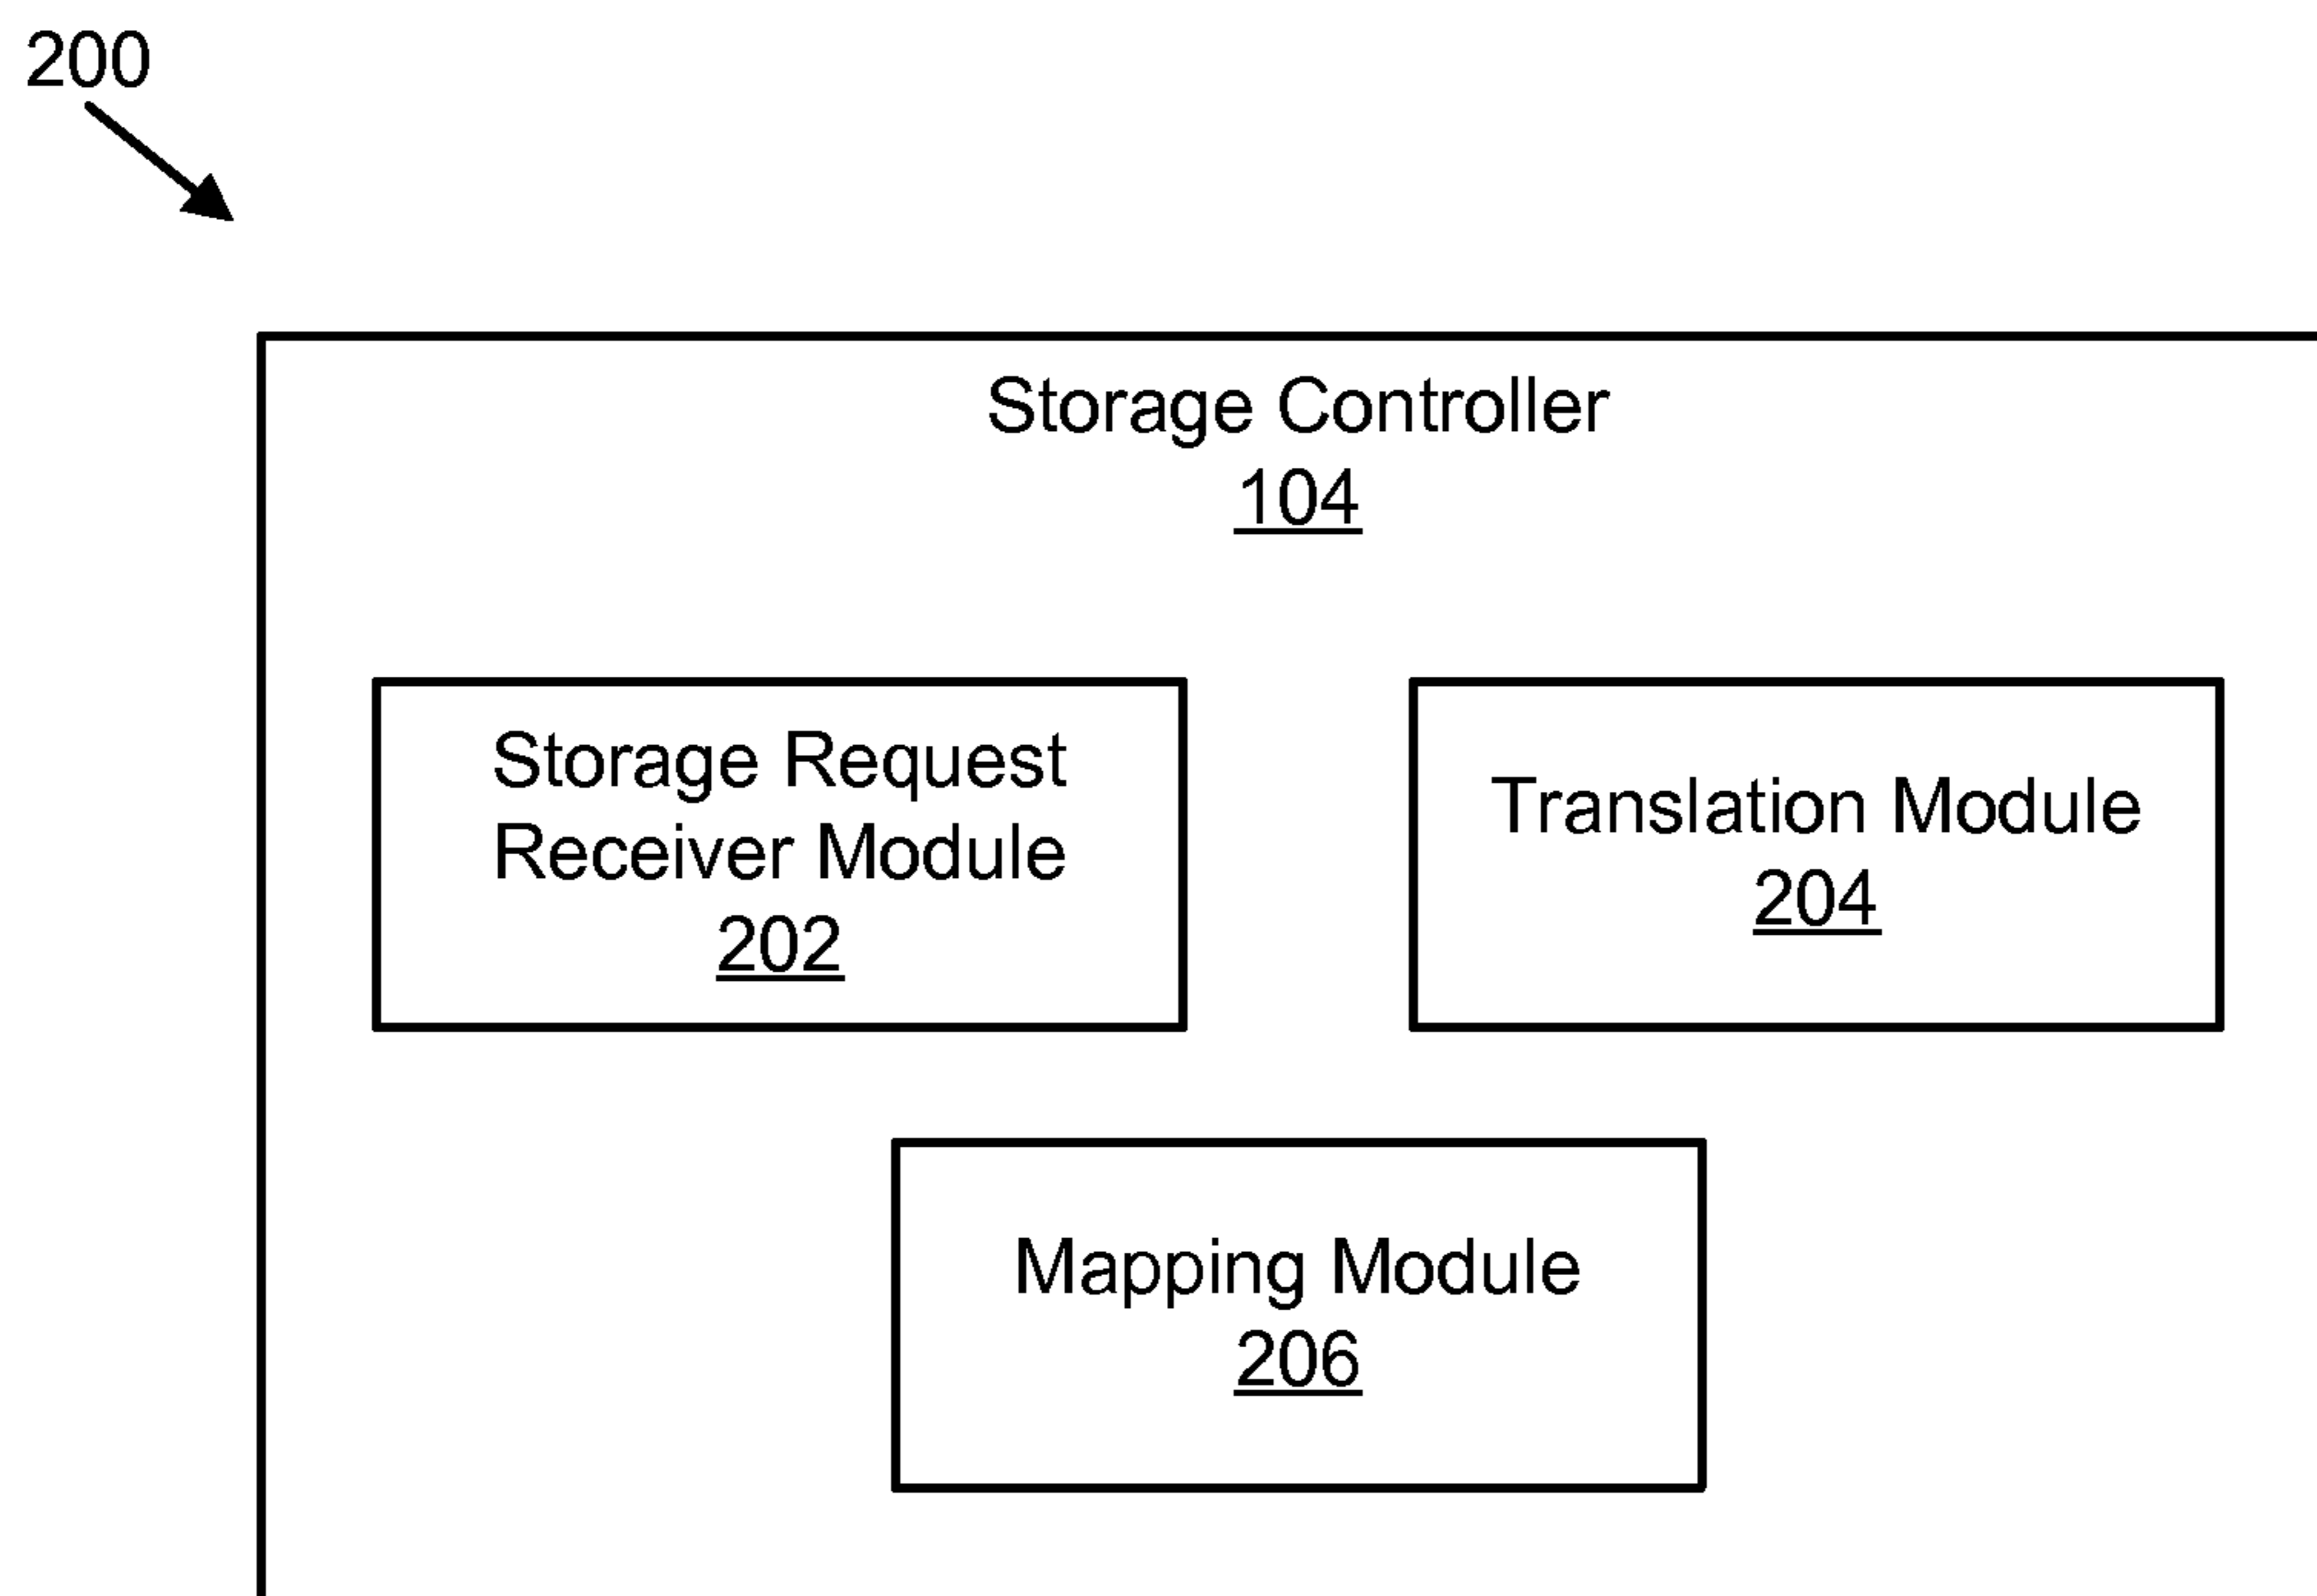 200
Storage Controller
104
Storage Request
Receiver Module
202
Translation Module
204
Mapping Module
206